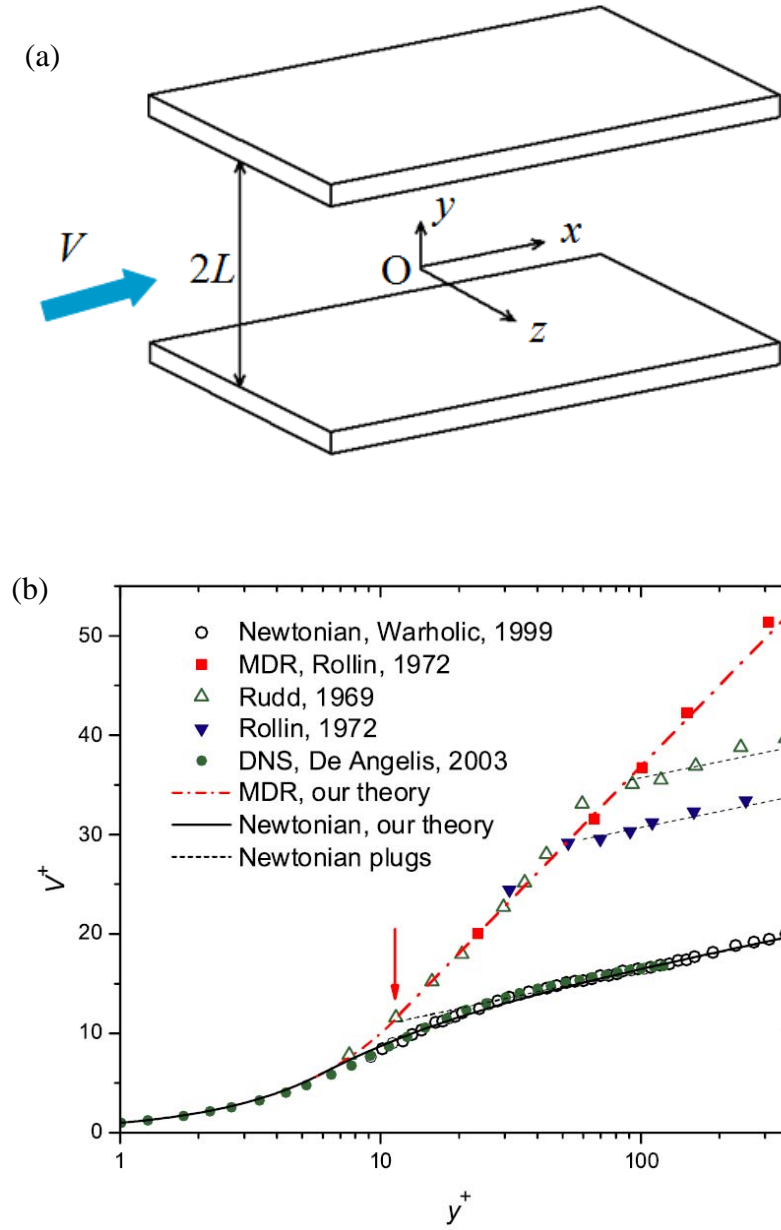 (a)
y
x
V
2L
O
z
(b)
50
40
30
20
10
0
V+
Newtonian, Warholic, 1999
MDR, Rollin, 1972
Rudd, 1969
Rollin, 1972
DNS, De Angelis, 2003
MDR, our theory
Newtonian, our theory
Newtonian plugs
1
10
100
y+